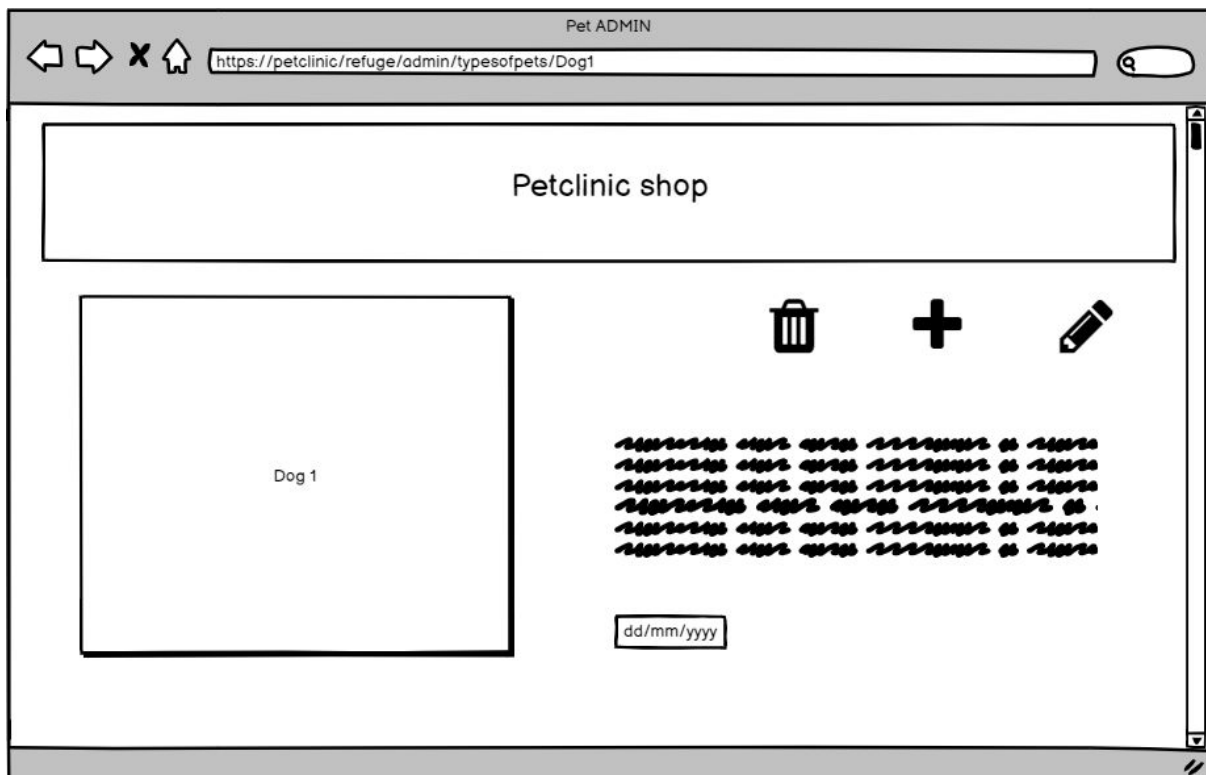 Pet ADMIN
https://petclinic/refuge/admin/typesofpets/Dog1
Petclinic shop
Dog 1
dd/mm/yyyy